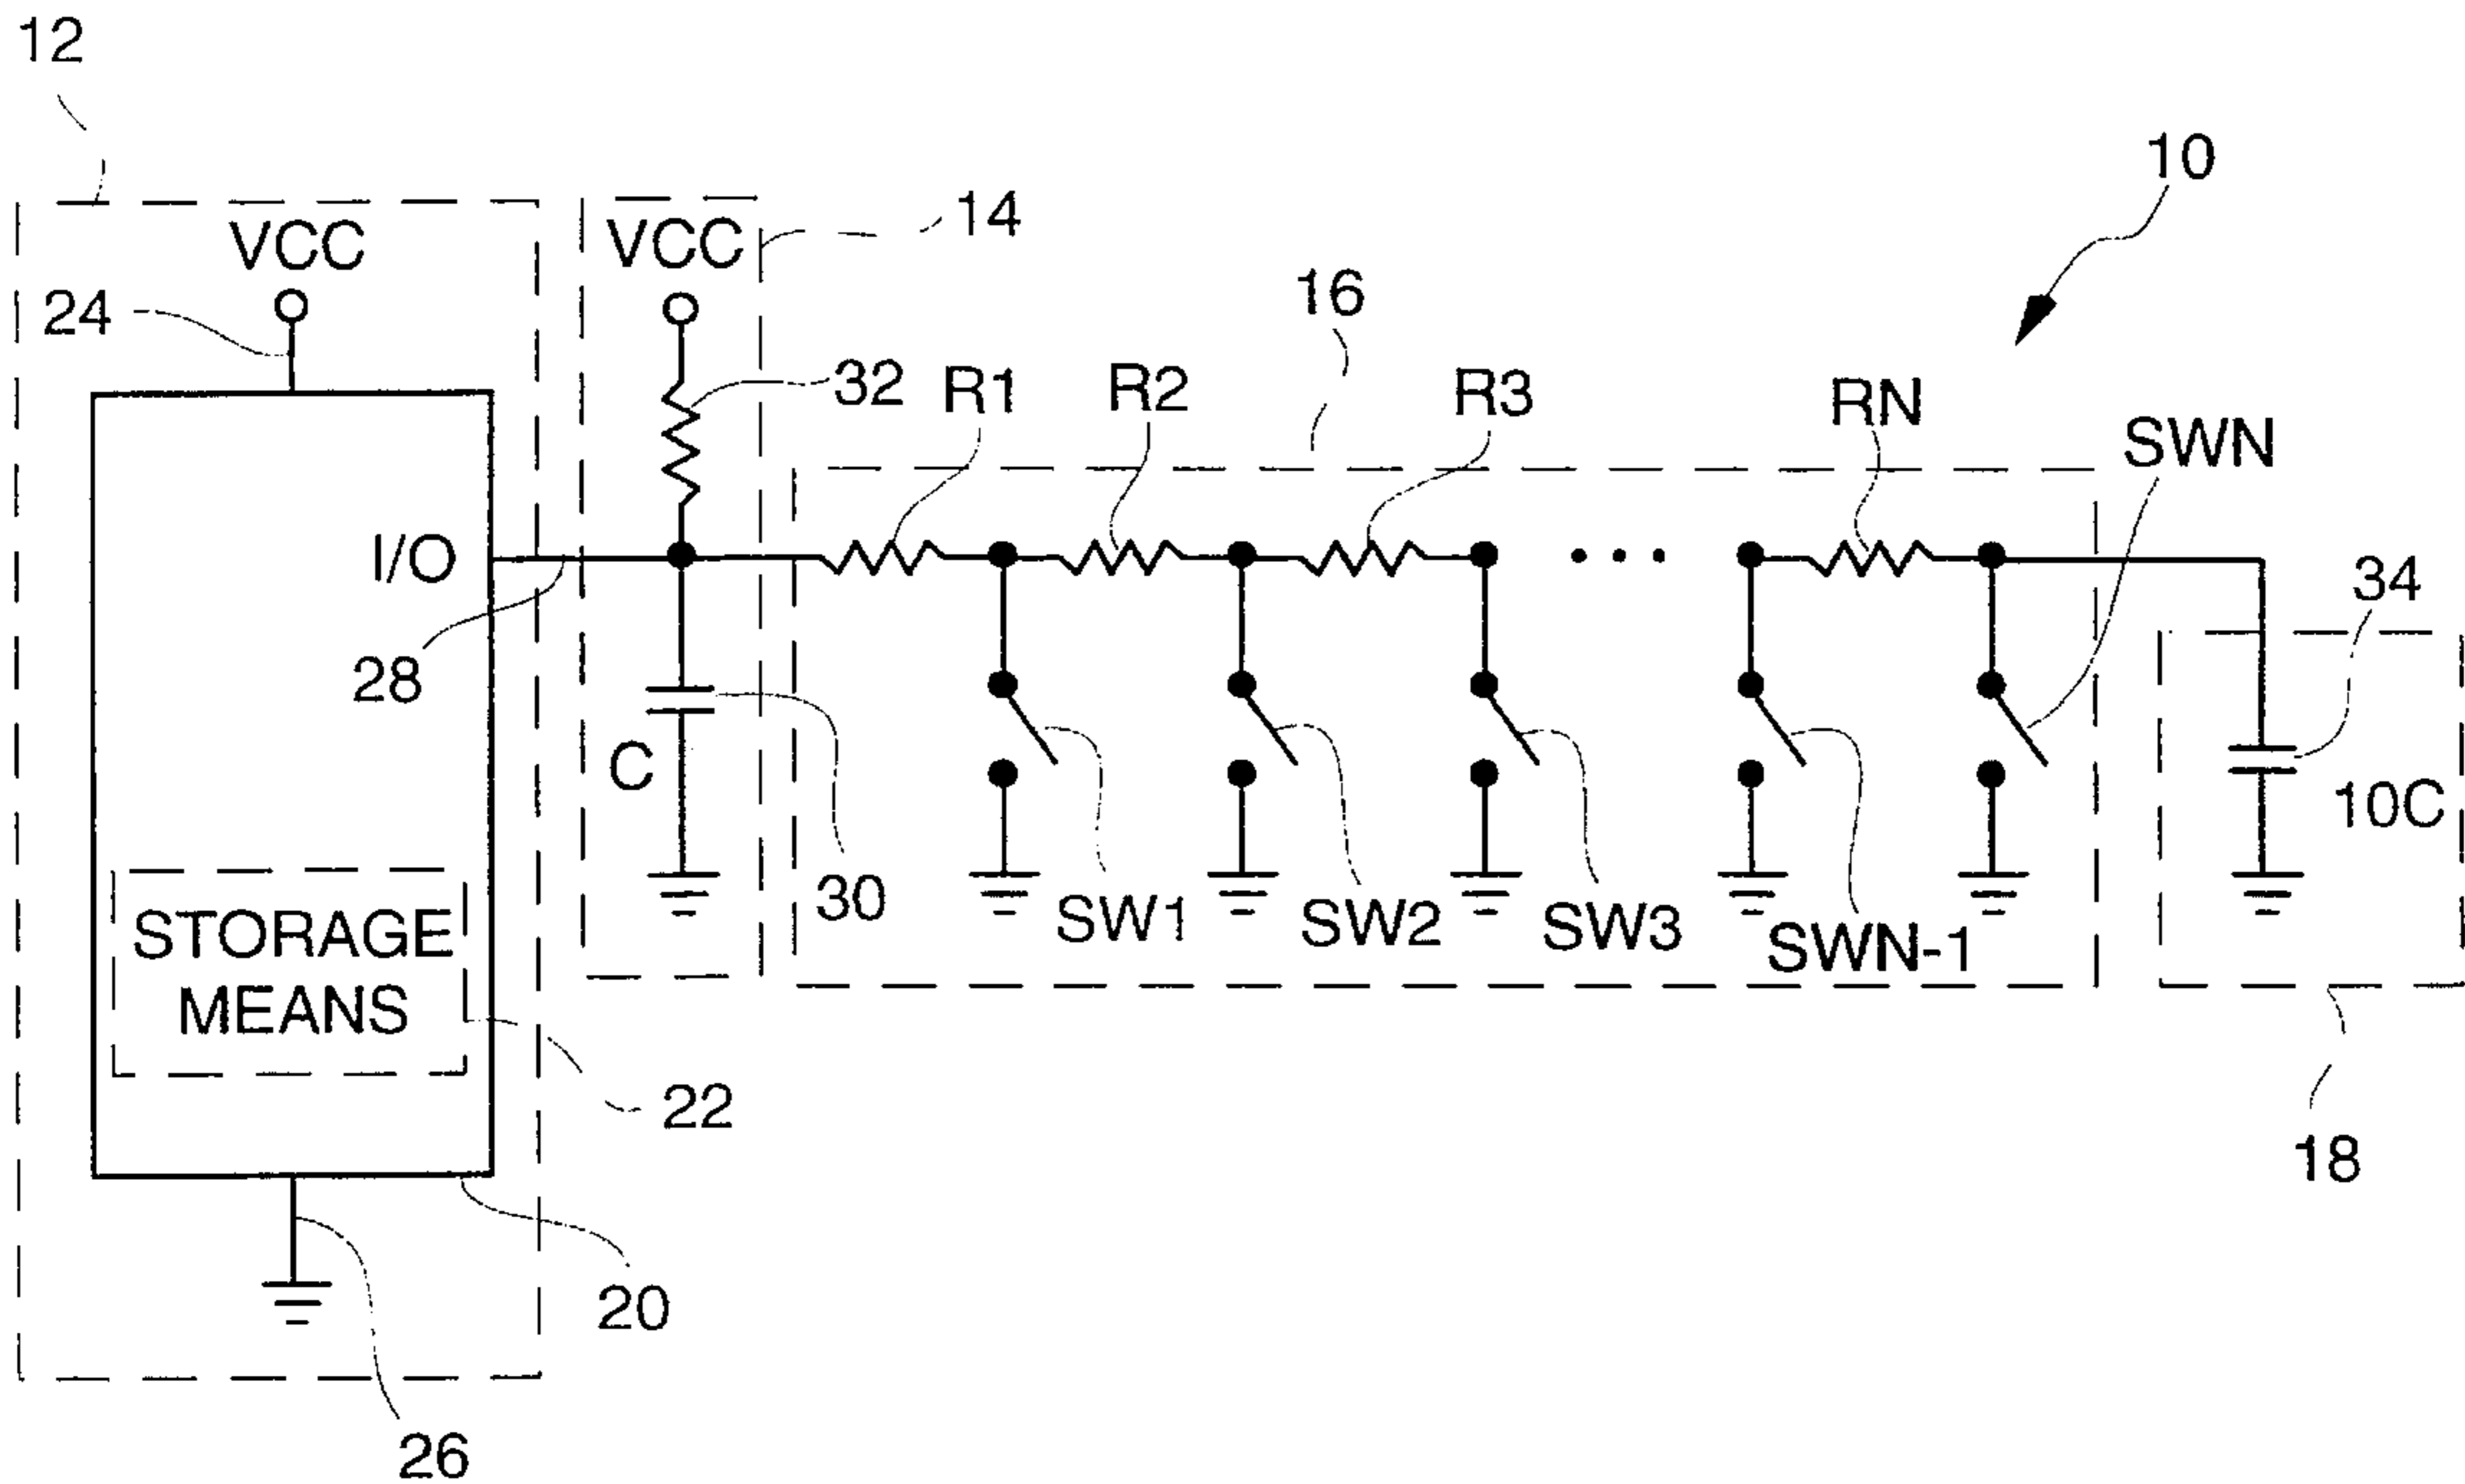 12
10
14
VCC
VCC
16
24
32
R1
R2
R3
RN
SWN
I/O
34
28
C
10C
30
SW1
SW2
SW3
SWN-1
STORAGE
MEANS
22
18
20
26